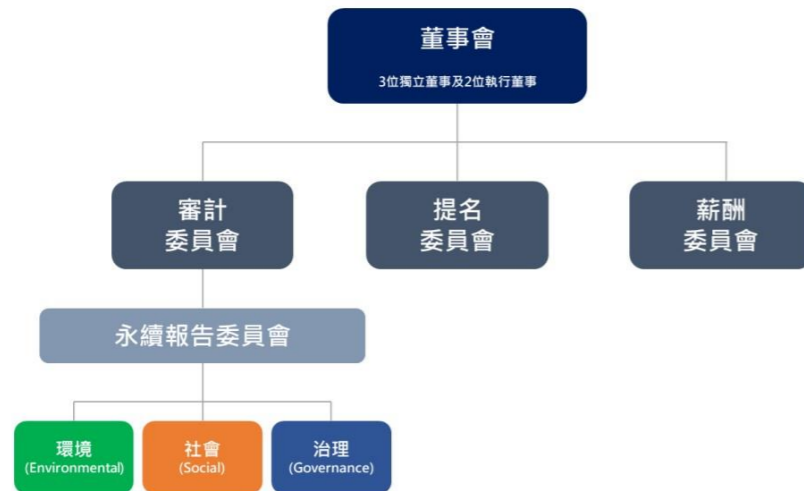 董事會
3位獨立董事及2位執行董事
審計
委員會
提名
委員會
薪酬
委員會
永續報告委員會
環境
(Environmental)
社會
(Social)
治理
(Governance)